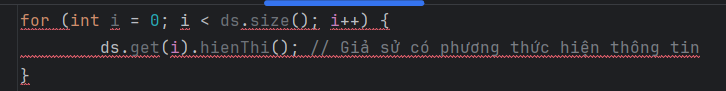 for (int i = 0; i < ds.size(); i++) {
ds.get(i).hienThi(); // Giả sử có phương thức hiện thông tin
}